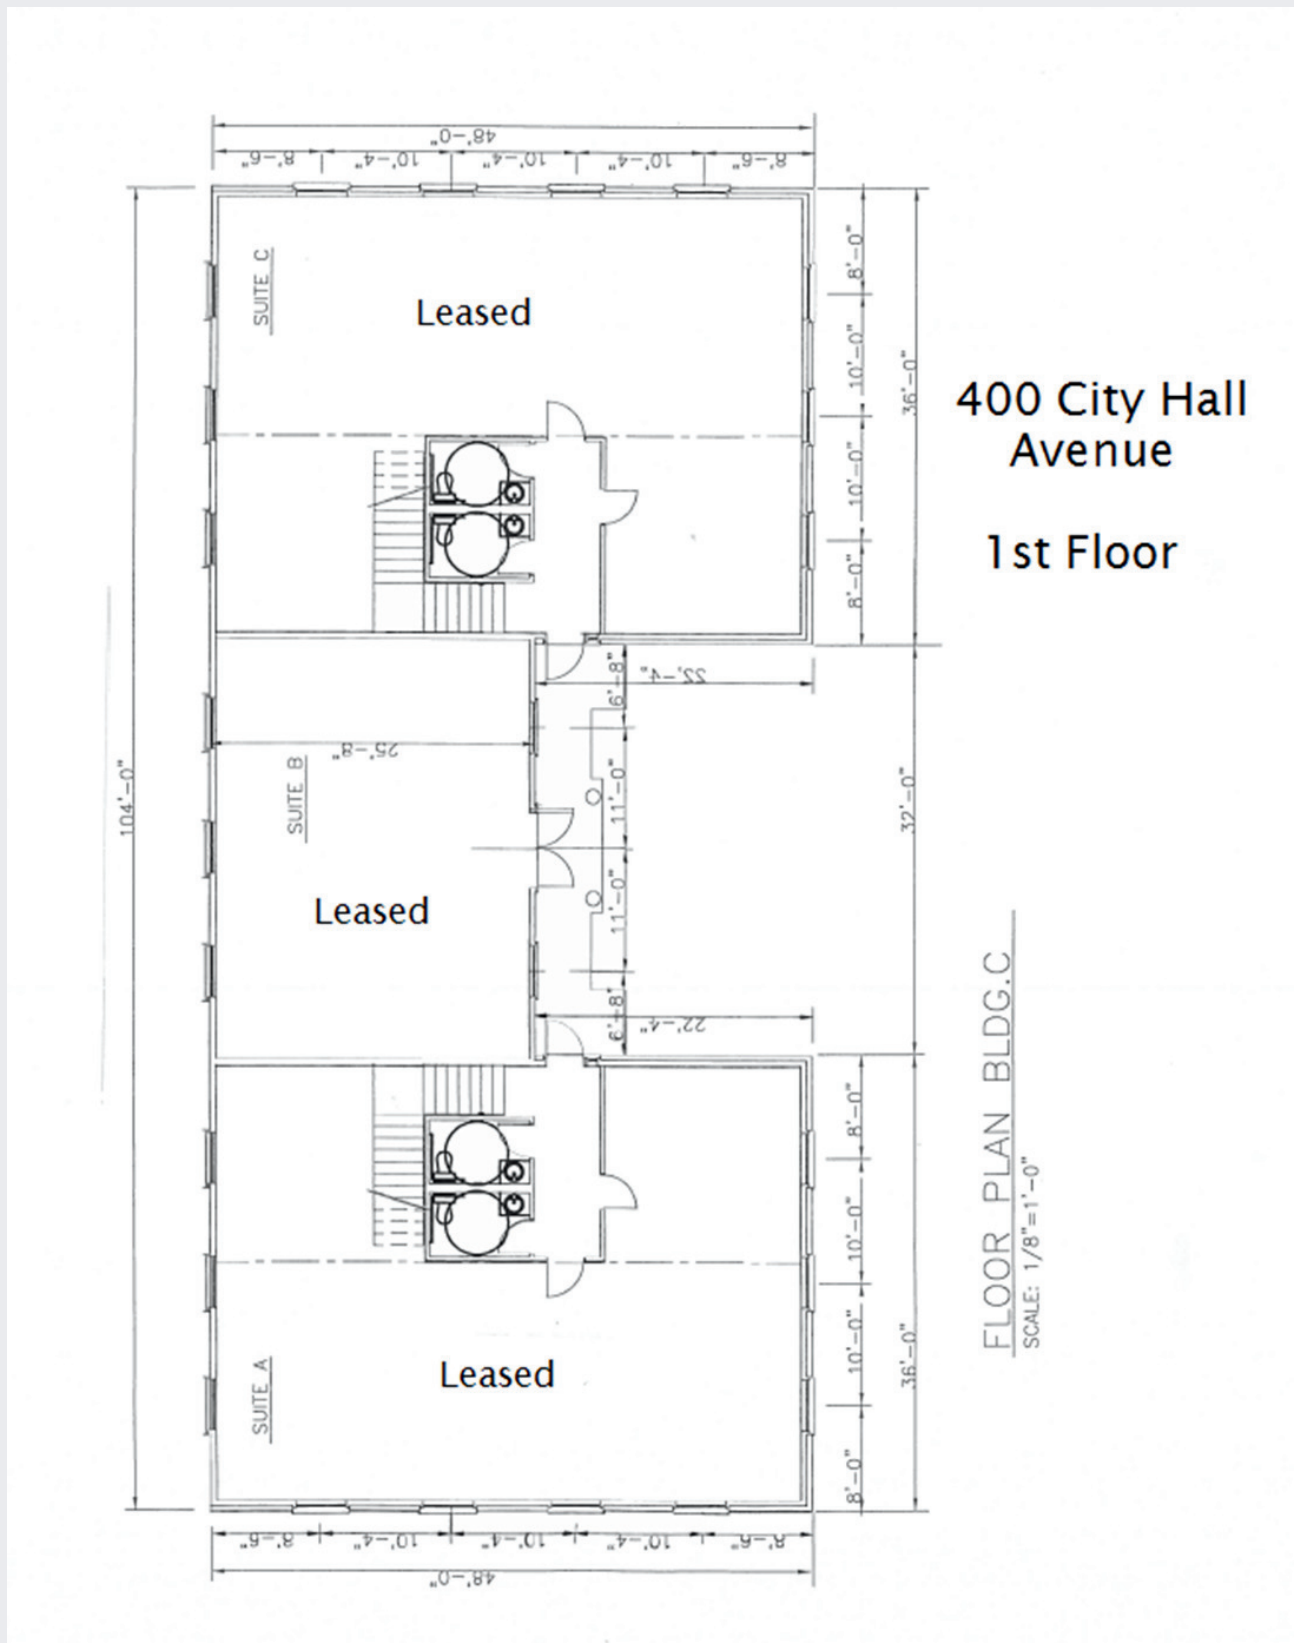 48'-0"
8'-6"
10'-4"
10'-4"
10'-4"
8'-6"
SUITE C
Leased
8'-0"
10'-0"
36'-0"
10'-0"
8'-0"
400 City Hall
Avenue
1st Floor
6'-8"
22'-4"
25'-8"
104'-0"
SUITE B
11'-0"
32'-0"
Leased
11'-0"
6'-8'
22'-4"
8'-0"
10'-0"
10'-0"
36'-0"
8'-0"
FLOOR PLAN BLDG.C
SCALE: 1/8"=1'-0"
SUITE A
Leased
8'-6"
10'-4"
10'-4"
10'-4"
8'-6"
48'-0"